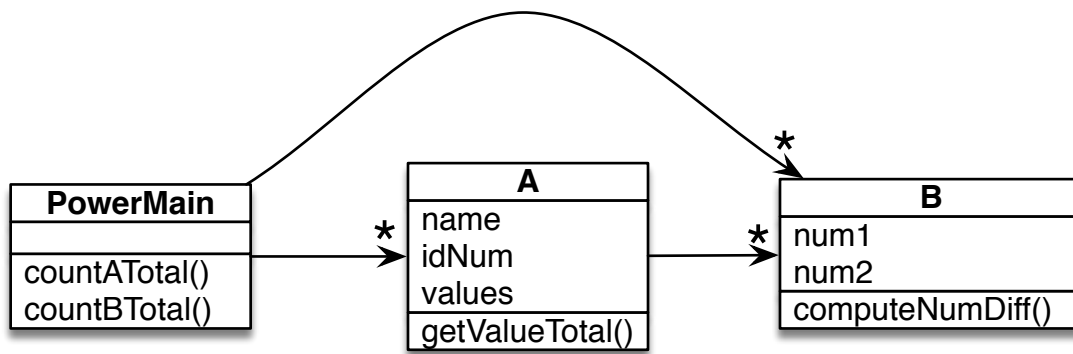 PowerMain
countATotal()
countBTotal()
*
A
name
idNum
values
getValueTotal()
*
*
B
num1
num2
computeNumDiff()